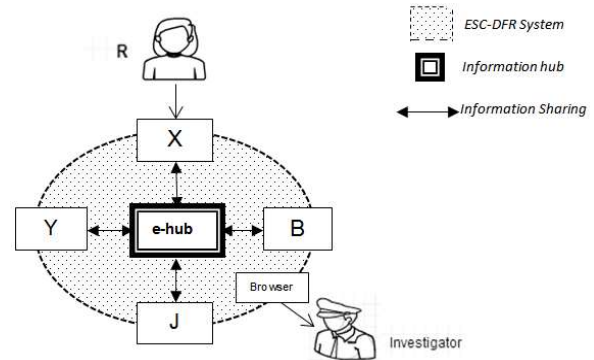 R
ESC-DFR System
Information hub
Information Sharing
X
Y
e-hub
B
J
Browser
Investigator